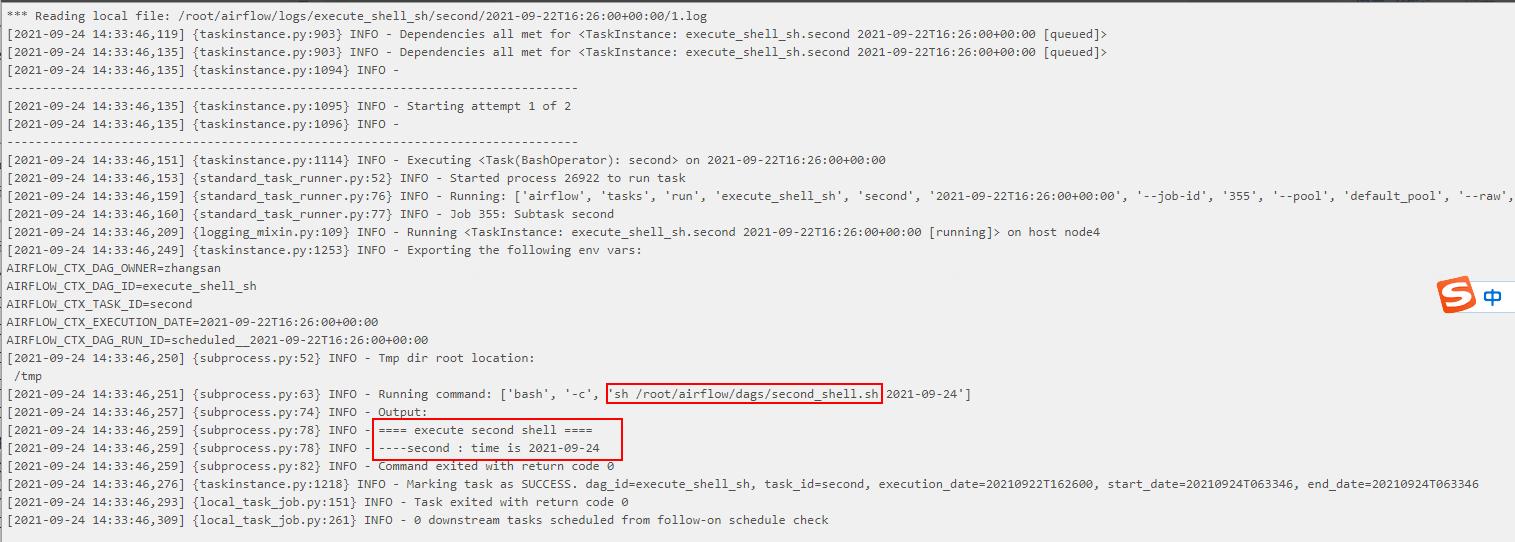 *** Reading local file: /root/airflow/logs/execute_shell_sh/second/2021-09-22T16:26:00+00:00/1.log
[2021-09-24 14:33:46,119] {taskinstance.py:903} INFO - Dependencies all met for <TaskInstance: execute_shell_sh.second 2021-09-22T16:26:00+00:00 [queued]>
[2021-09-24 14:33:46,135] {taskinstance.py:903} INFO - Dependencies all met for <TaskInstance: execute_shell_sh.second 2021-09-22T16:26:00+00:00 [queued]>
[2021-09-24 14:33:46,135] {taskinstance.py:1094} INFO -
--------------------------------------------------------------------------------
[2021-09-24 14:33:46,135] {taskinstance.py:1095} INFO - Starting attempt 1 of 2
[2021-09-24 14:33:46,135] {taskinstance.py:1096} INFO -
--------------------------------------------------------------------------------
[2021-09-24 14:33:46,151] {taskinstance.py:1114} INFO - Executing <Task(BashOperator): second> on 2021-09-22T16:26:00+00:00
[2021-09-24 14:33:46,153] {standard_task_runner.py:52} INFO - Started process 26922 to run task
[2021-09-24 14:33:46,159] {standard_task_runner.py:76} INFO - Running: ['airflow', 'tasks', 'run', 'execute_shell_sh', 'second', '2021-09-22T16:26:00+00:00', '--job-id', '355', '--pool', 'default_pool', '--raw',
[2021-09-24 14:33:46,160] {standard_task_runner.py:77} INFO - Job 355: Subtask second
[2021-09-24 14:33:46,209] {logging_mixin.py:109} INFO - Running <TaskInstance: execute_shell_sh.second 2021-09-22T16:26:00+00:00 [running]> on host node4
[2021-09-24 14:33:46,249] {taskinstance.py:1253} INFO - Exporting the following env vars:
AIRFLOW_CTX_DAG_OWNER=zhangsan
AIRFLOW_CTX_DAG_ID=execute_shell_sh
AIRFLOW_CTX_TASK_ID=second
AIRFLOW_CTX_EXECUTION_DATE=2021-09-22T16:26:00+00:00
AIRFLOW_CTX_DAG_RUN_ID=scheduled__2021-09-22T16:26:00+00:00
[2021-09-24 14:33:46,250] {subprocess.py:52} INFO - Tmp dir root location:
/tmp
[2021-09-24 14:33:46,251] {subprocess.py:63} INFO - Running command: ['bash', '-c', 'sh /root/airflow/dags/second_shell.sh 2021-09-24']
[2021-09-24 14:33:46,257] {subprocess.py:74} INFO - Output:
[2021-09-24 14:33:46,259] {subprocess.py:78} INFO - ==== execute second shell ====
[2021-09-24 14:33:46,259] {subprocess.py:78} INFO - ----second : time is 2021-09-24
[2021-09-24 14:33:46,259] {subprocess.py:82} INFO - Command exited with return code 0
[2021-09-24 14:33:46,276] {taskinstance.py:1218} INFO - Marking task as SUCCESS. dag_id=execute_shell_sh, task_id=second, execution_date=20210922T162600, start_date=20210924T063346, end_date=20210924T063346
[2021-09-24 14:33:46,293] {local_task_job.py:151} INFO - Task exited with return code 0
[2021-09-24 14:33:46,309] {local_task_job.py:261} INFO - 0 downstream tasks scheduled from follow-on schedule check
S 中